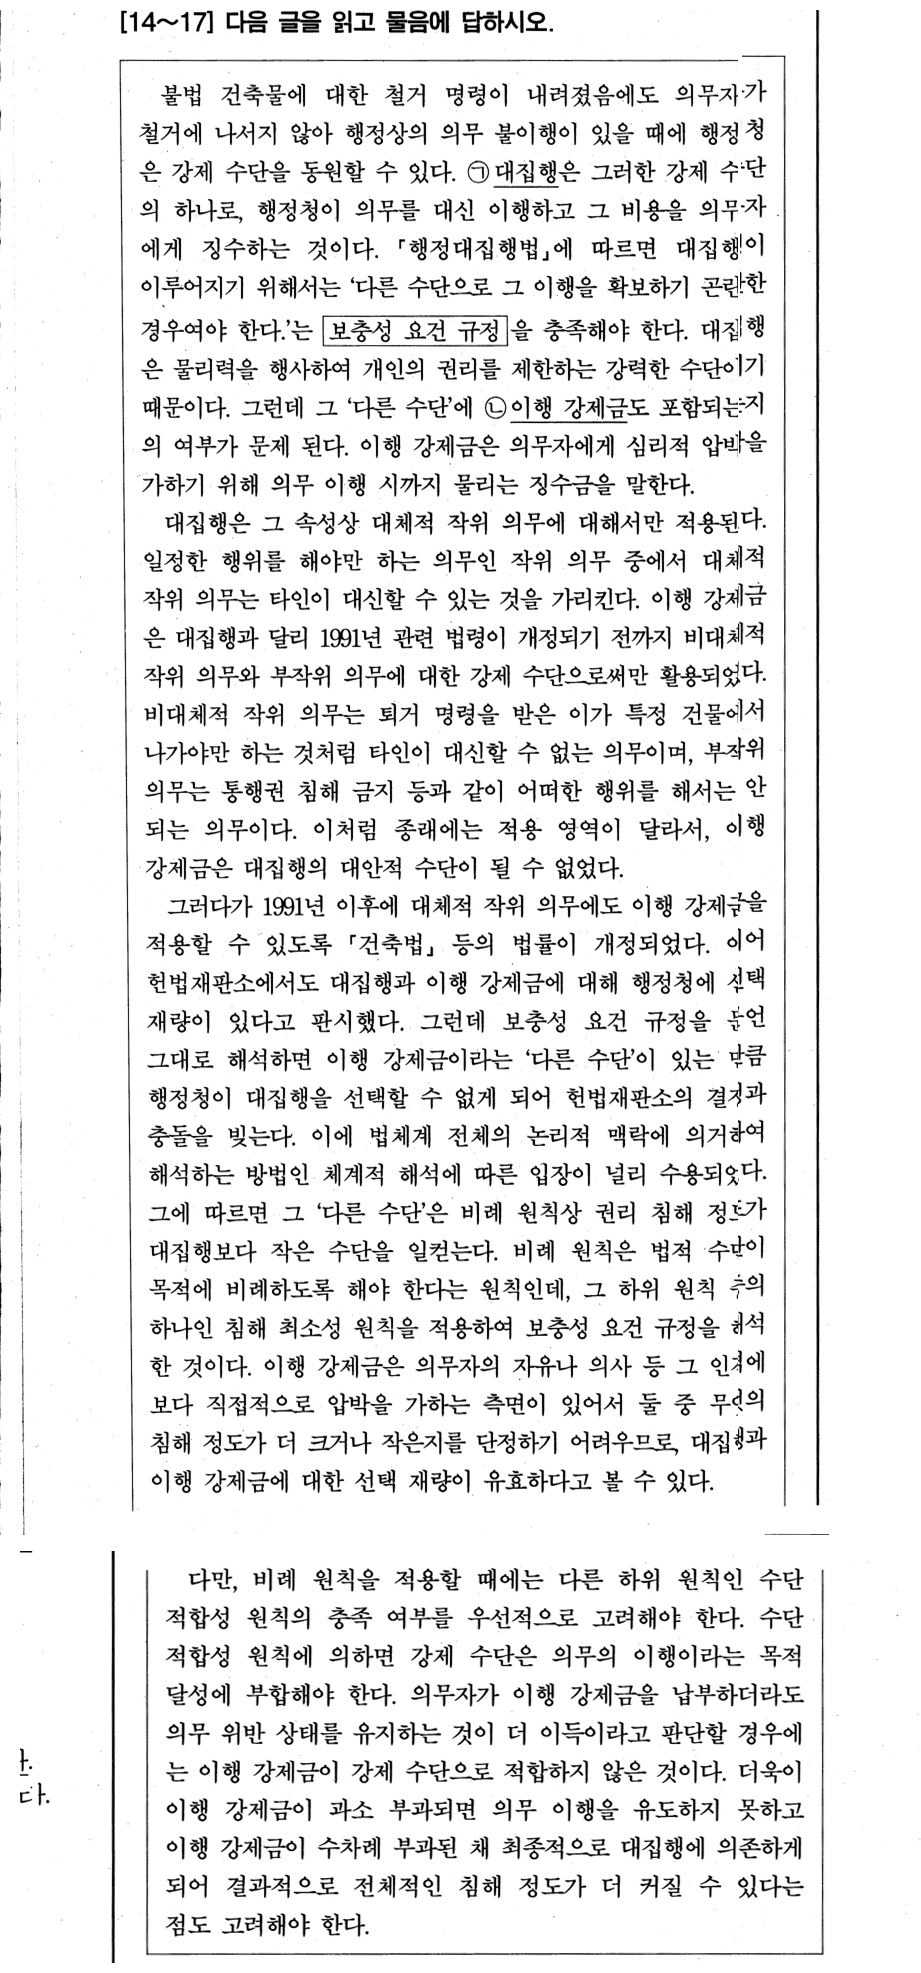 [14～17] 다음 글을 읽고 물음에 답하시오.
불법 건축물에 대한 철거 명령이 내려졌음에도 의무자가
철거에 나서지 않아 행정상의 의무 불이행이 있을 때에 행정청
은 강제 수단을 동원할 수 있다. ㉠대집행은 그러한 강제 수단
의 하나로, 행정청이 의무를 대신 이행하고 그 비용을 의무자
에게 징수하는 것이다. 「행정대집행법」에 따르면 대집행이
이루어지기 위해서는 ‘다른 수단으로 그 이행을 확보하기 곤란한
경우여야 한다.’는 보충성 요건 규정을 충족해야 한다. 대집행
은 물리력을 행사하여 개인의 권리를 제한하는 강력한 수단이기
때문이다. 그런데 그 ‘다른 수단’에 ㉡이행 강제금도 포함되는지
의 여부가 문제 된다. 이행 강제금은 의무자에게 심리적 압박을
가하기 위해 의무 이행 시까지 물리는 징수금을 말한다.
대집행은 그 속성상 대체적 작위 의무에 대해서만 적용된다.
일정한 행위를 해야만 하는 의무인 작위 의무 중에서 대체적
작위 의무는 타인이 대신할 수 있는 것을 가리킨다. 이행 강제금
은 대집행과 달리 1991년 관련 법령이 개정되기 전까지 비대체적
작위 의무와 부작위 의무에 대한 강제 수단으로써만 활용되었다.
비대체적 작위 의무는 퇴거 명령을 받은 이가 특정 건물에서
나가야만 하는 것처럼 타인이 대신할 수 없는 의무이며, 부작위
의무는 통행권 침해 금지 등과 같이 어떠한 행위를 해서는 안
되는 의무이다. 이처럼 종래에는 적용 영역이 달라서, 이행
강제금은 대집행의 대안적 수단이 될 수 없었다.
그러다가 1991년 이후에 대체적 작위 의무에도 이행 강제금을
적용할 수 있도록 「건축법」 등의 법률이 개정되었다. 이어
헌법재판소에서도 대집행과 이행 강제금에 대해 행정청에 선택
재량이 있다고 판시했다. 그런데 보충성 요건 규정을 문언
그대로 해석하면 이행 강제금이라는 ‘다른 수단’이 있는 만큼
행정청이 대집행을 선택할 수 없게 되어 헌법재판소의 결정과
충돌을 빚는다. 이에 법체계 전체의 논리적 맥락에 의거하여
해석하는 방법인 체계적 해석에 따른 입장이 널리 수용되었다.
그에 따르면 그 ‘다른 수단’은 비례 원칙상 권리 침해 정도가
대집행보다 작은 수단을 일컫는다. 비례 원칙은 법적 수단이
목적에 비례하도록 해야 한다는 원칙인데, 그 하위 원칙 중의
하나인 침해 최소성 원칙을 적용하여 보충성 요건 규정을 해석
한 것이다. 이행 강제금은 의무자의 자유나 의사 등 그 인격에
보다 직접적으로 압박을 가하는 측면이 있어서 둘 중 무엇의
침해 정도가 더 크거나 작은지를 단정하기 어려우므로, 대집행과
이행 강제금에 대한 선택 재량이 유효하다고 볼 수 있다.
다만, 비례 원칙을 적용할 때에는 다른 하위 원칙인 수단
적합성 원칙의 충족 여부를 우선적으로 고려해야 한다. 수단
적합성 원칙에 의하면 강제 수단은 의무의 이행이라는 목적
달성에 부합해야 한다. 의무자가 이행 강제금을 납부하더라도
의무 위반 상태를 유지하는 것이 더 이득이라고 판단할 경우에
는 이행 강제금이 강제 수단으로 적합하지 않은 것이다. 더욱이
이행 강제금이 과소 부과되면 의무 이행을 유도하지 못하고
이행 강제금이 수차례 부과된 채 최종적으로 대집행에 의존하게
되어 결과적으로 전체적인 침해 정도가 더 커질 수 있다는
점도 고려해야 한다.
다.